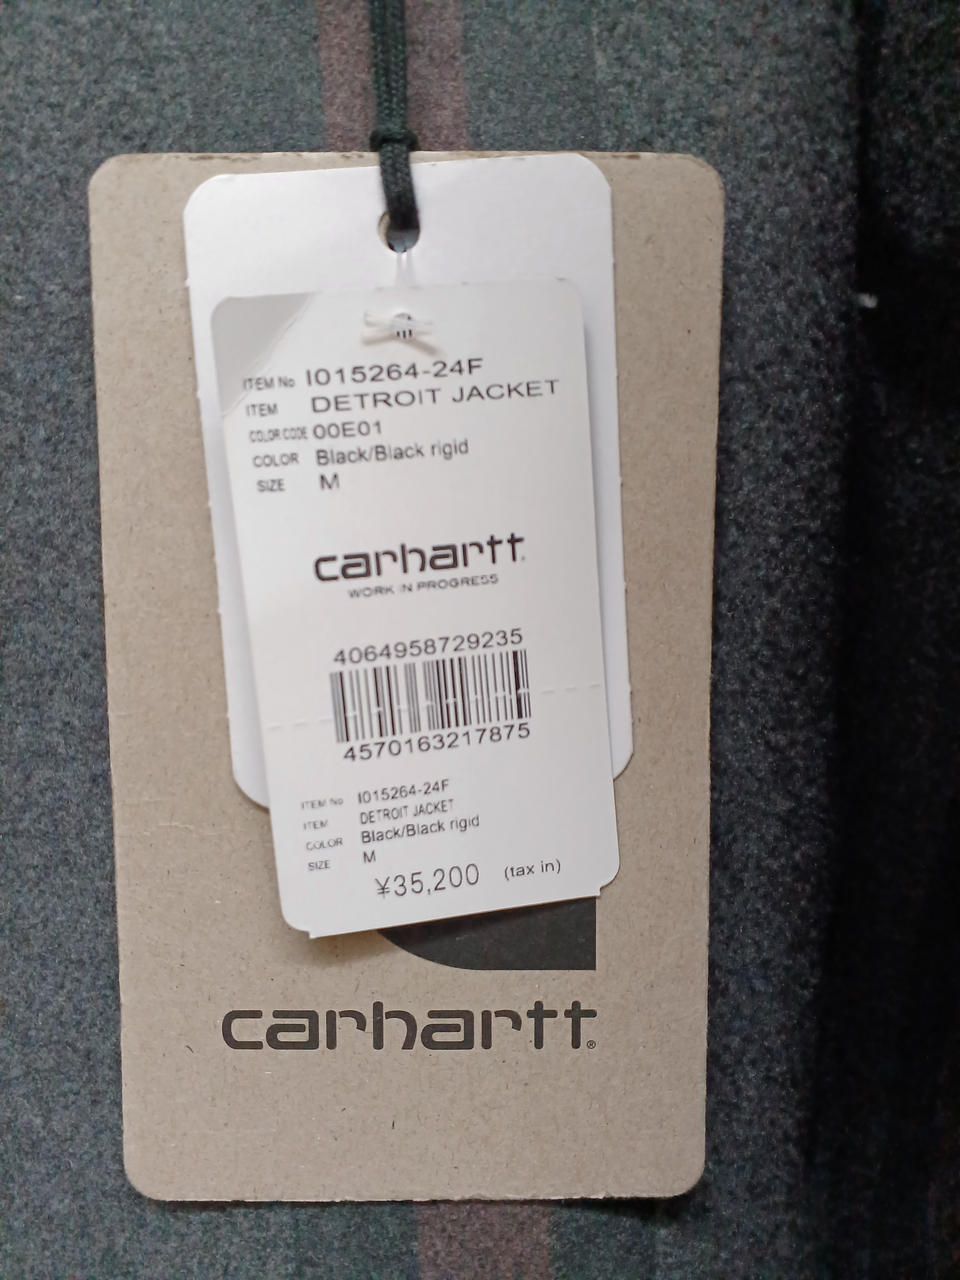 ITEM No I015264-24F
ITEM DETROIT JACKET
COLOR CODE 00E01
COLOR Black/Black rigid
SIZE M
carhartt
WORK IN PROGRESS
4064958729235
4570163217875
ITEM No I015264-24F
ITEM DETROIT JACKET
COLOR Black/Black rigid
SIZE M
¥35,200 (tax in)
carhartt®